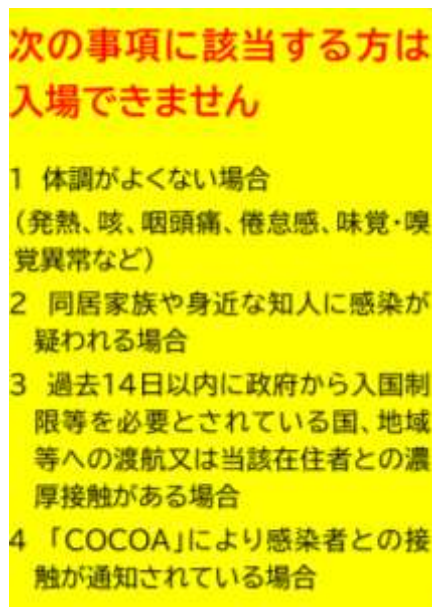 次の事項に該当する方は
入場できません
1 体調がよくない場合
(発熱、咳、咽頭痛、倦怠感、味覚・嗅
覚異常など)
2 同居家族や身近な知人に感染が
疑われる場合
3 過去14日以内に政府から入国制
限等を必要とされている国、地域
等への渡航又は当該在住者との濃
厚接触がある場合
4 「COCOA」により感染者との接
触が通知されている場合